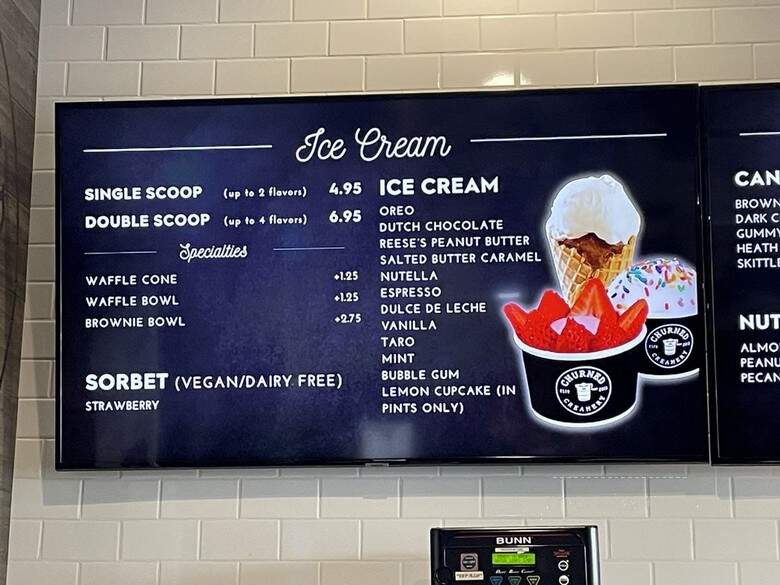 Ice Cream
SINGLE SCOOP (up to 2 flavors) 4.95
DOUBLE SCOOP (up to 4 flavors) 6.95
Specialties
WAFFLE CONE +1.25
WAFFLE BOWL +1.25
BROWNIE BOWL +2.75
SORBET (VEGAN/DAIRY FREE)
STRAWBERRY
ICE CREAM
OREO
DUTCH CHOCOLATE
REESE'S PEANUT BUTTER
SALTED BUTTER CARAMEL
NUTELLA
ESPRESSO
DULCE DE LECHE
VANILLA
TARO
MINT
BUBBLE GUM
LEMON CUPCAKE (IN
PINTS ONLY)
CHURNED
CREAMERY
CHURNED
CREAMERY
CAN
BROWN
DARK C
GUMMY
HEATH
SKITTLE
NUT
ALMO
PEANU
PECAN
BUNN